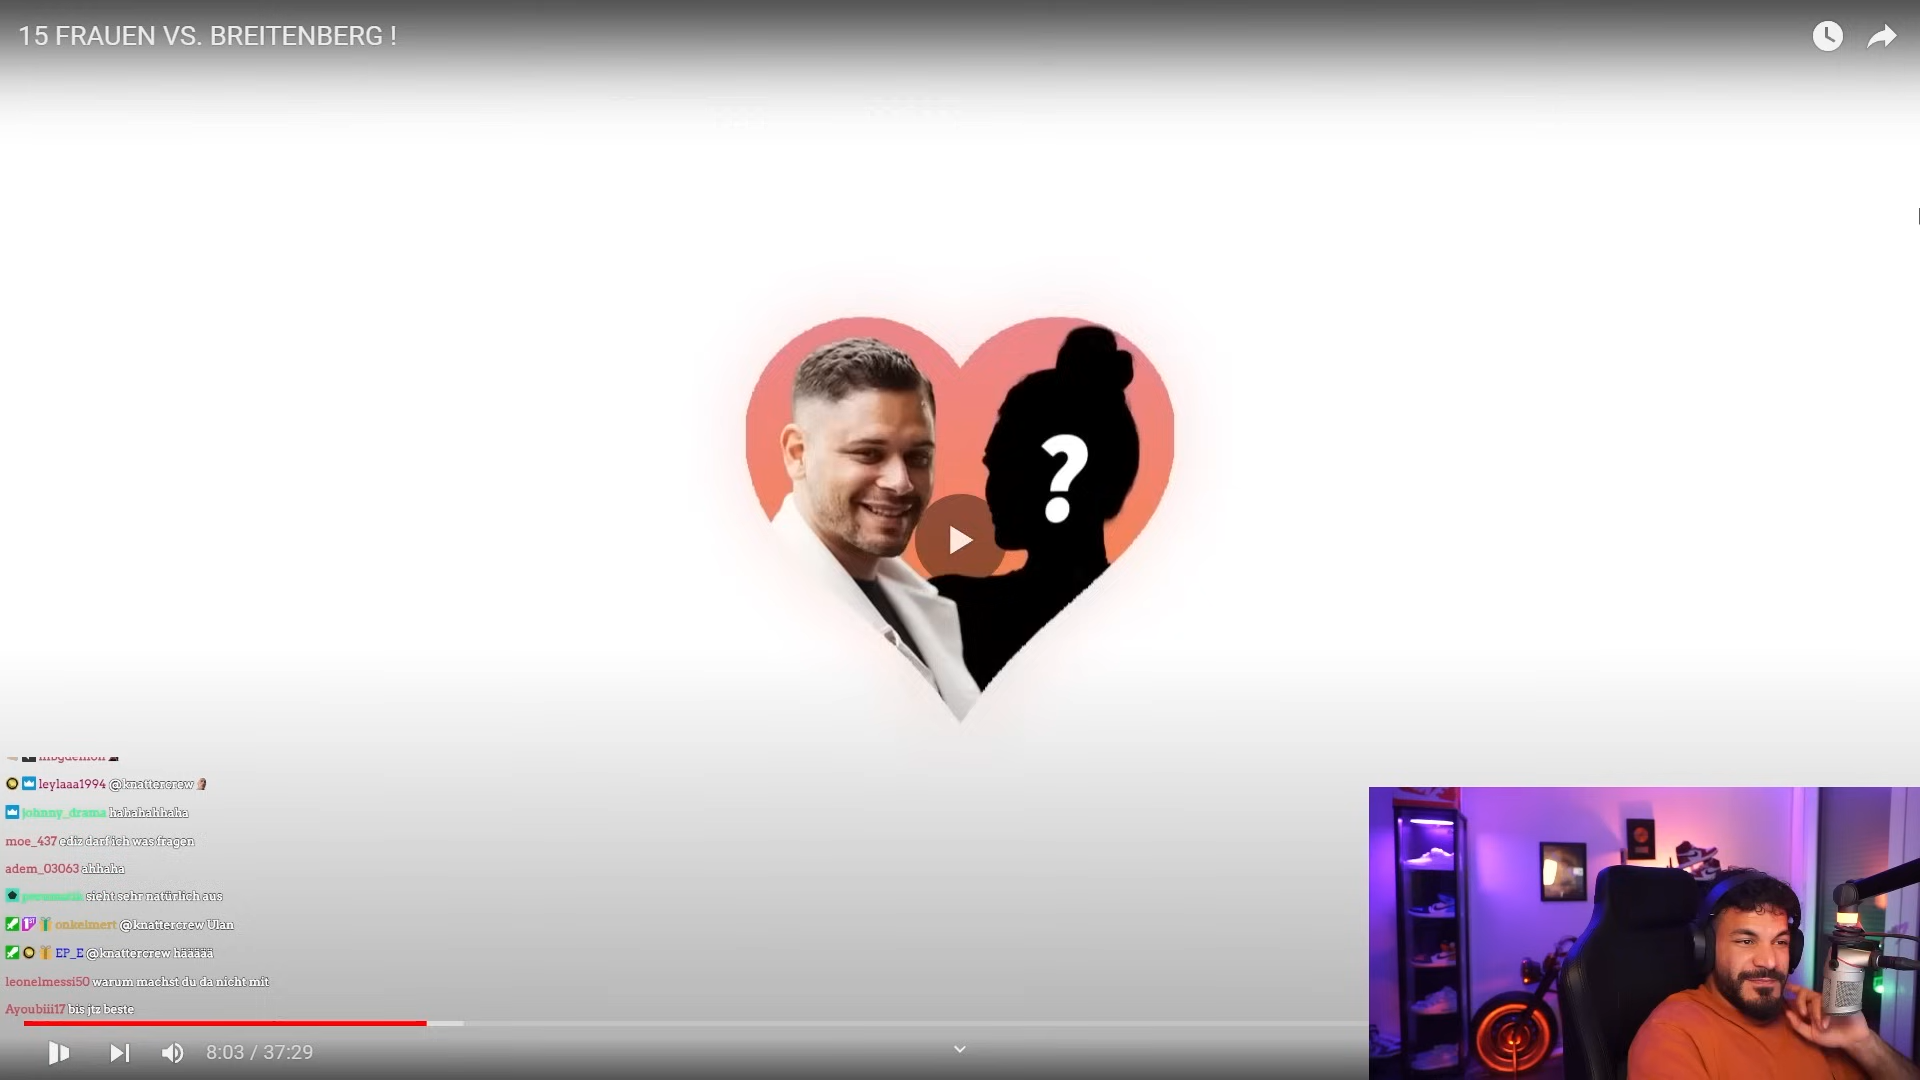 15 FRAUEN VS. BREITENBERG !
?
leylaaa1994 @knattercrew
johnny_drama hahahahhaha
moe_437 ediz darf ich was fragen
adem_03063 ahhaha
sieht sehr natürlich aus
onkelmert @knattercrew Ulan
EP_E @knattercrew häääää
leonelmessi50 warum machst du da nicht mit
Ayoubiii17 bis jtz beste
8:03 / 37:29